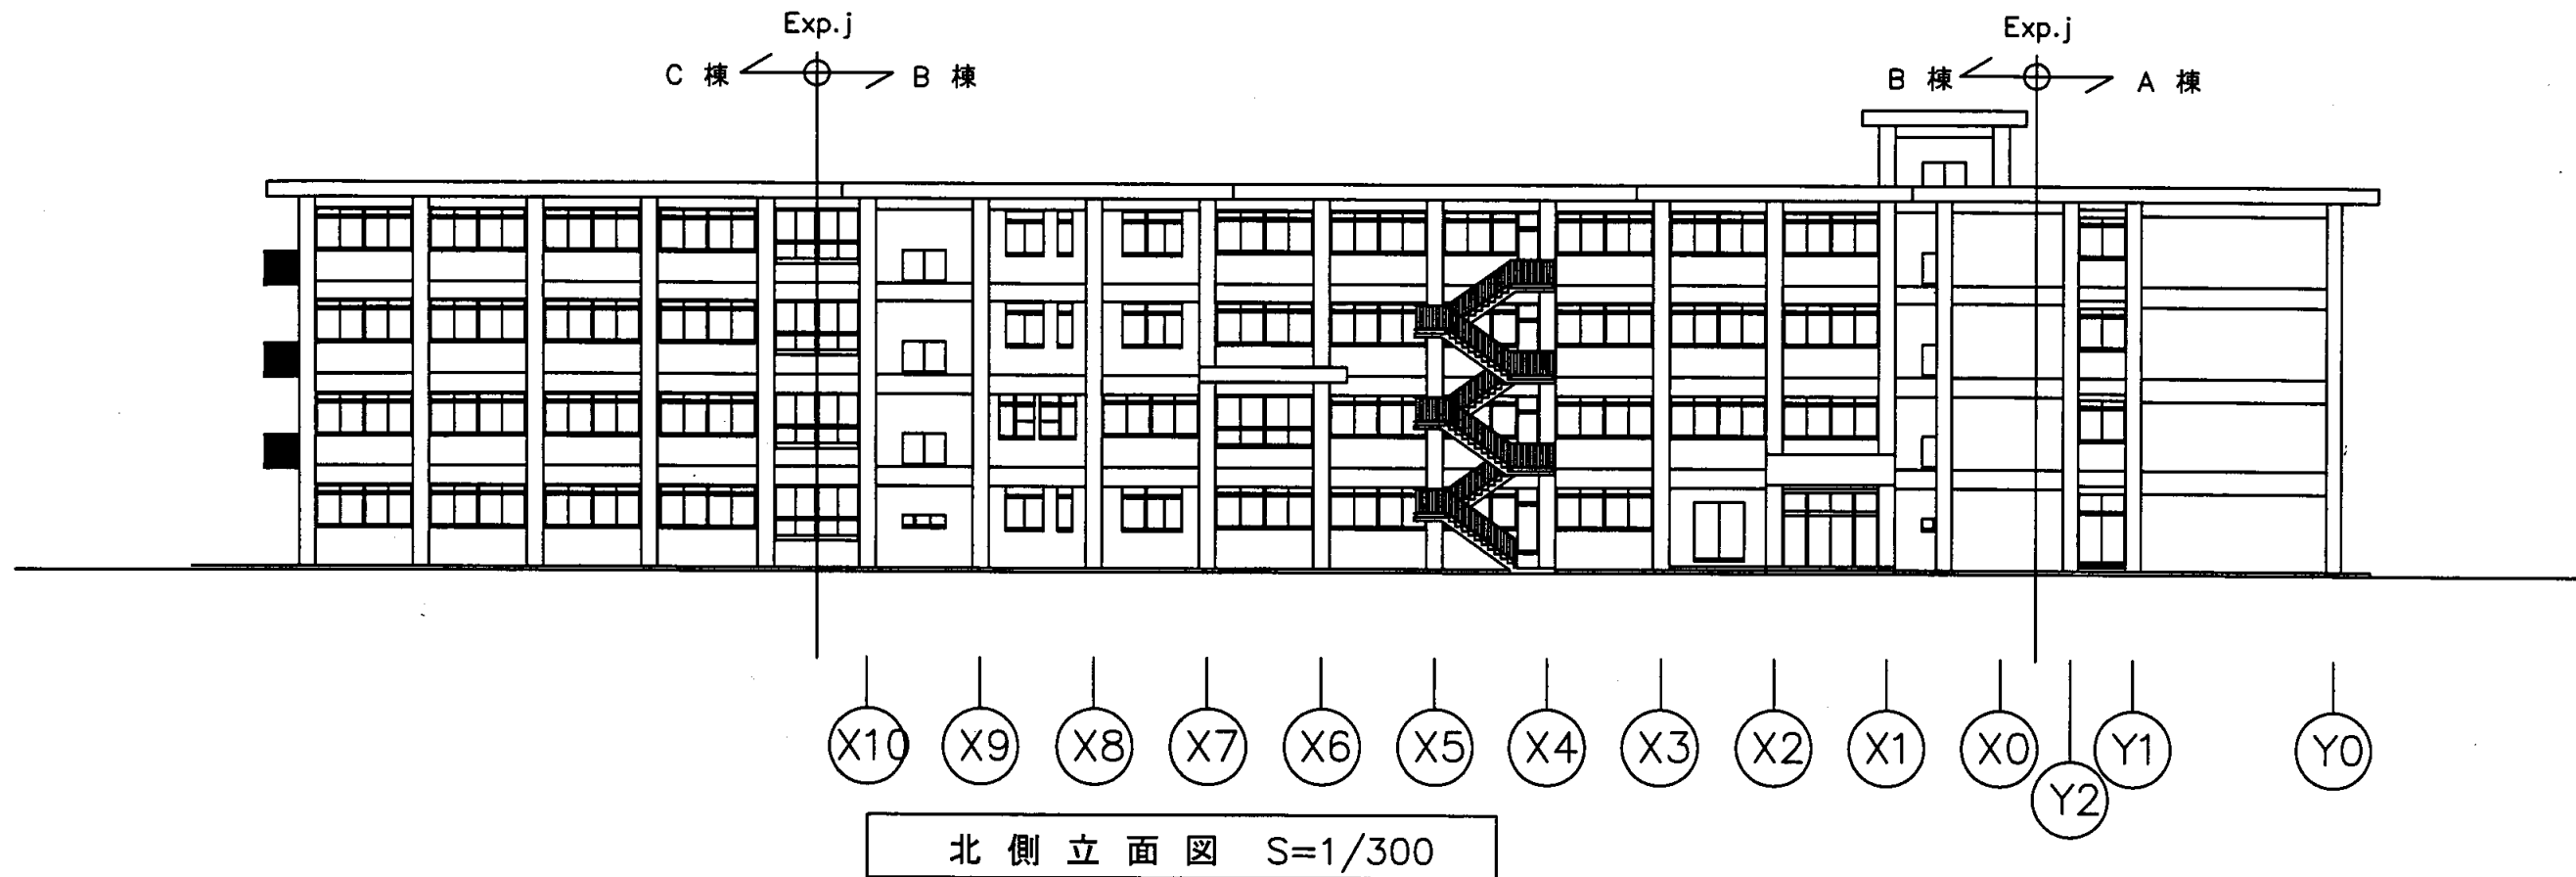 Exp.j
C 棟 B 棟
Exp.j
B 棟 A 棟
X10 X9 X8 X7 X6 X5 X4 X3 X2 X1 X0 Y1 Y0
Y2
北側立面図 S=1/300